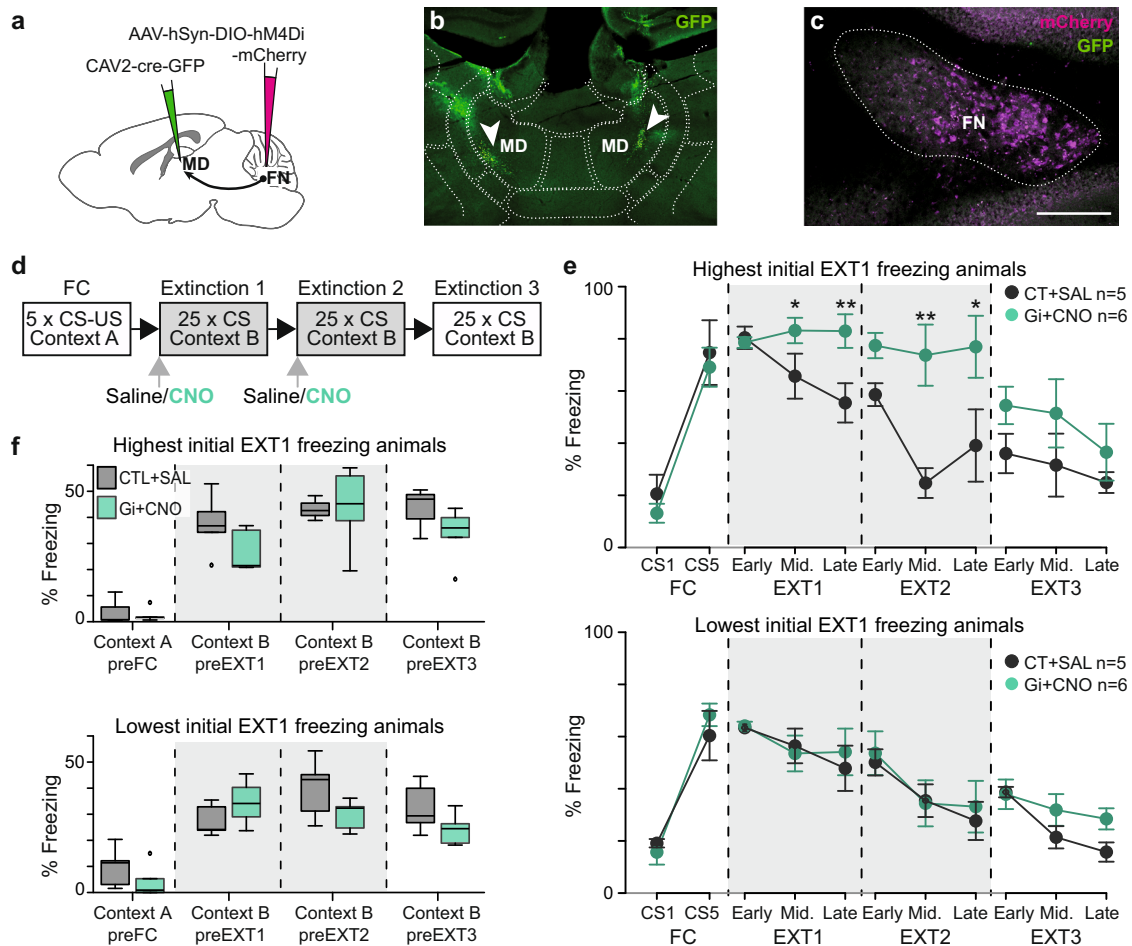 a
AAV-hSyn-DIO-hM4Di
-mCherry
CAV2-cre-GFP
MD
FN
b
GFP
MD
MD
c
mCherry
GFP
FN
d
FC
Extinction 1
Extinction 2
Extinction 3
5 x CS-US
Context A
25 x CS
Context B
25 x CS
Context B
25 x CS
Context B
Saline/CNO
Saline/CNO
e
Highest initial EXT1 freezing animals
100
% Freezing
0
CT+SAL n=5
Gi+CNO n=6
*
**
**
*
CS1 CS5 Early Mid. Late Early Mid. Late Early Mid. Late
FC EXT1 EXT2 EXT3
Lowest initial EXT1 freezing animals
100
% Freezing
0
CT+SAL n=5
Gi+CNO n=6
CS1 CS5 Early Mid. Late Early Mid. Late Early Mid. Late
FC EXT1 EXT2 EXT3
f
Highest initial EXT1 freezing animals
50
% Freezing
0
CTL+SAL
Gi+CNO
Context A Context B Context B Context B
preFC preEXT1 preEXT2 preEXT3
Lowest initial EXT1 freezing animals
50
% Freezing
0
Context A Context B Context B Context B
preFC preEXT1 preEXT2 preEXT3